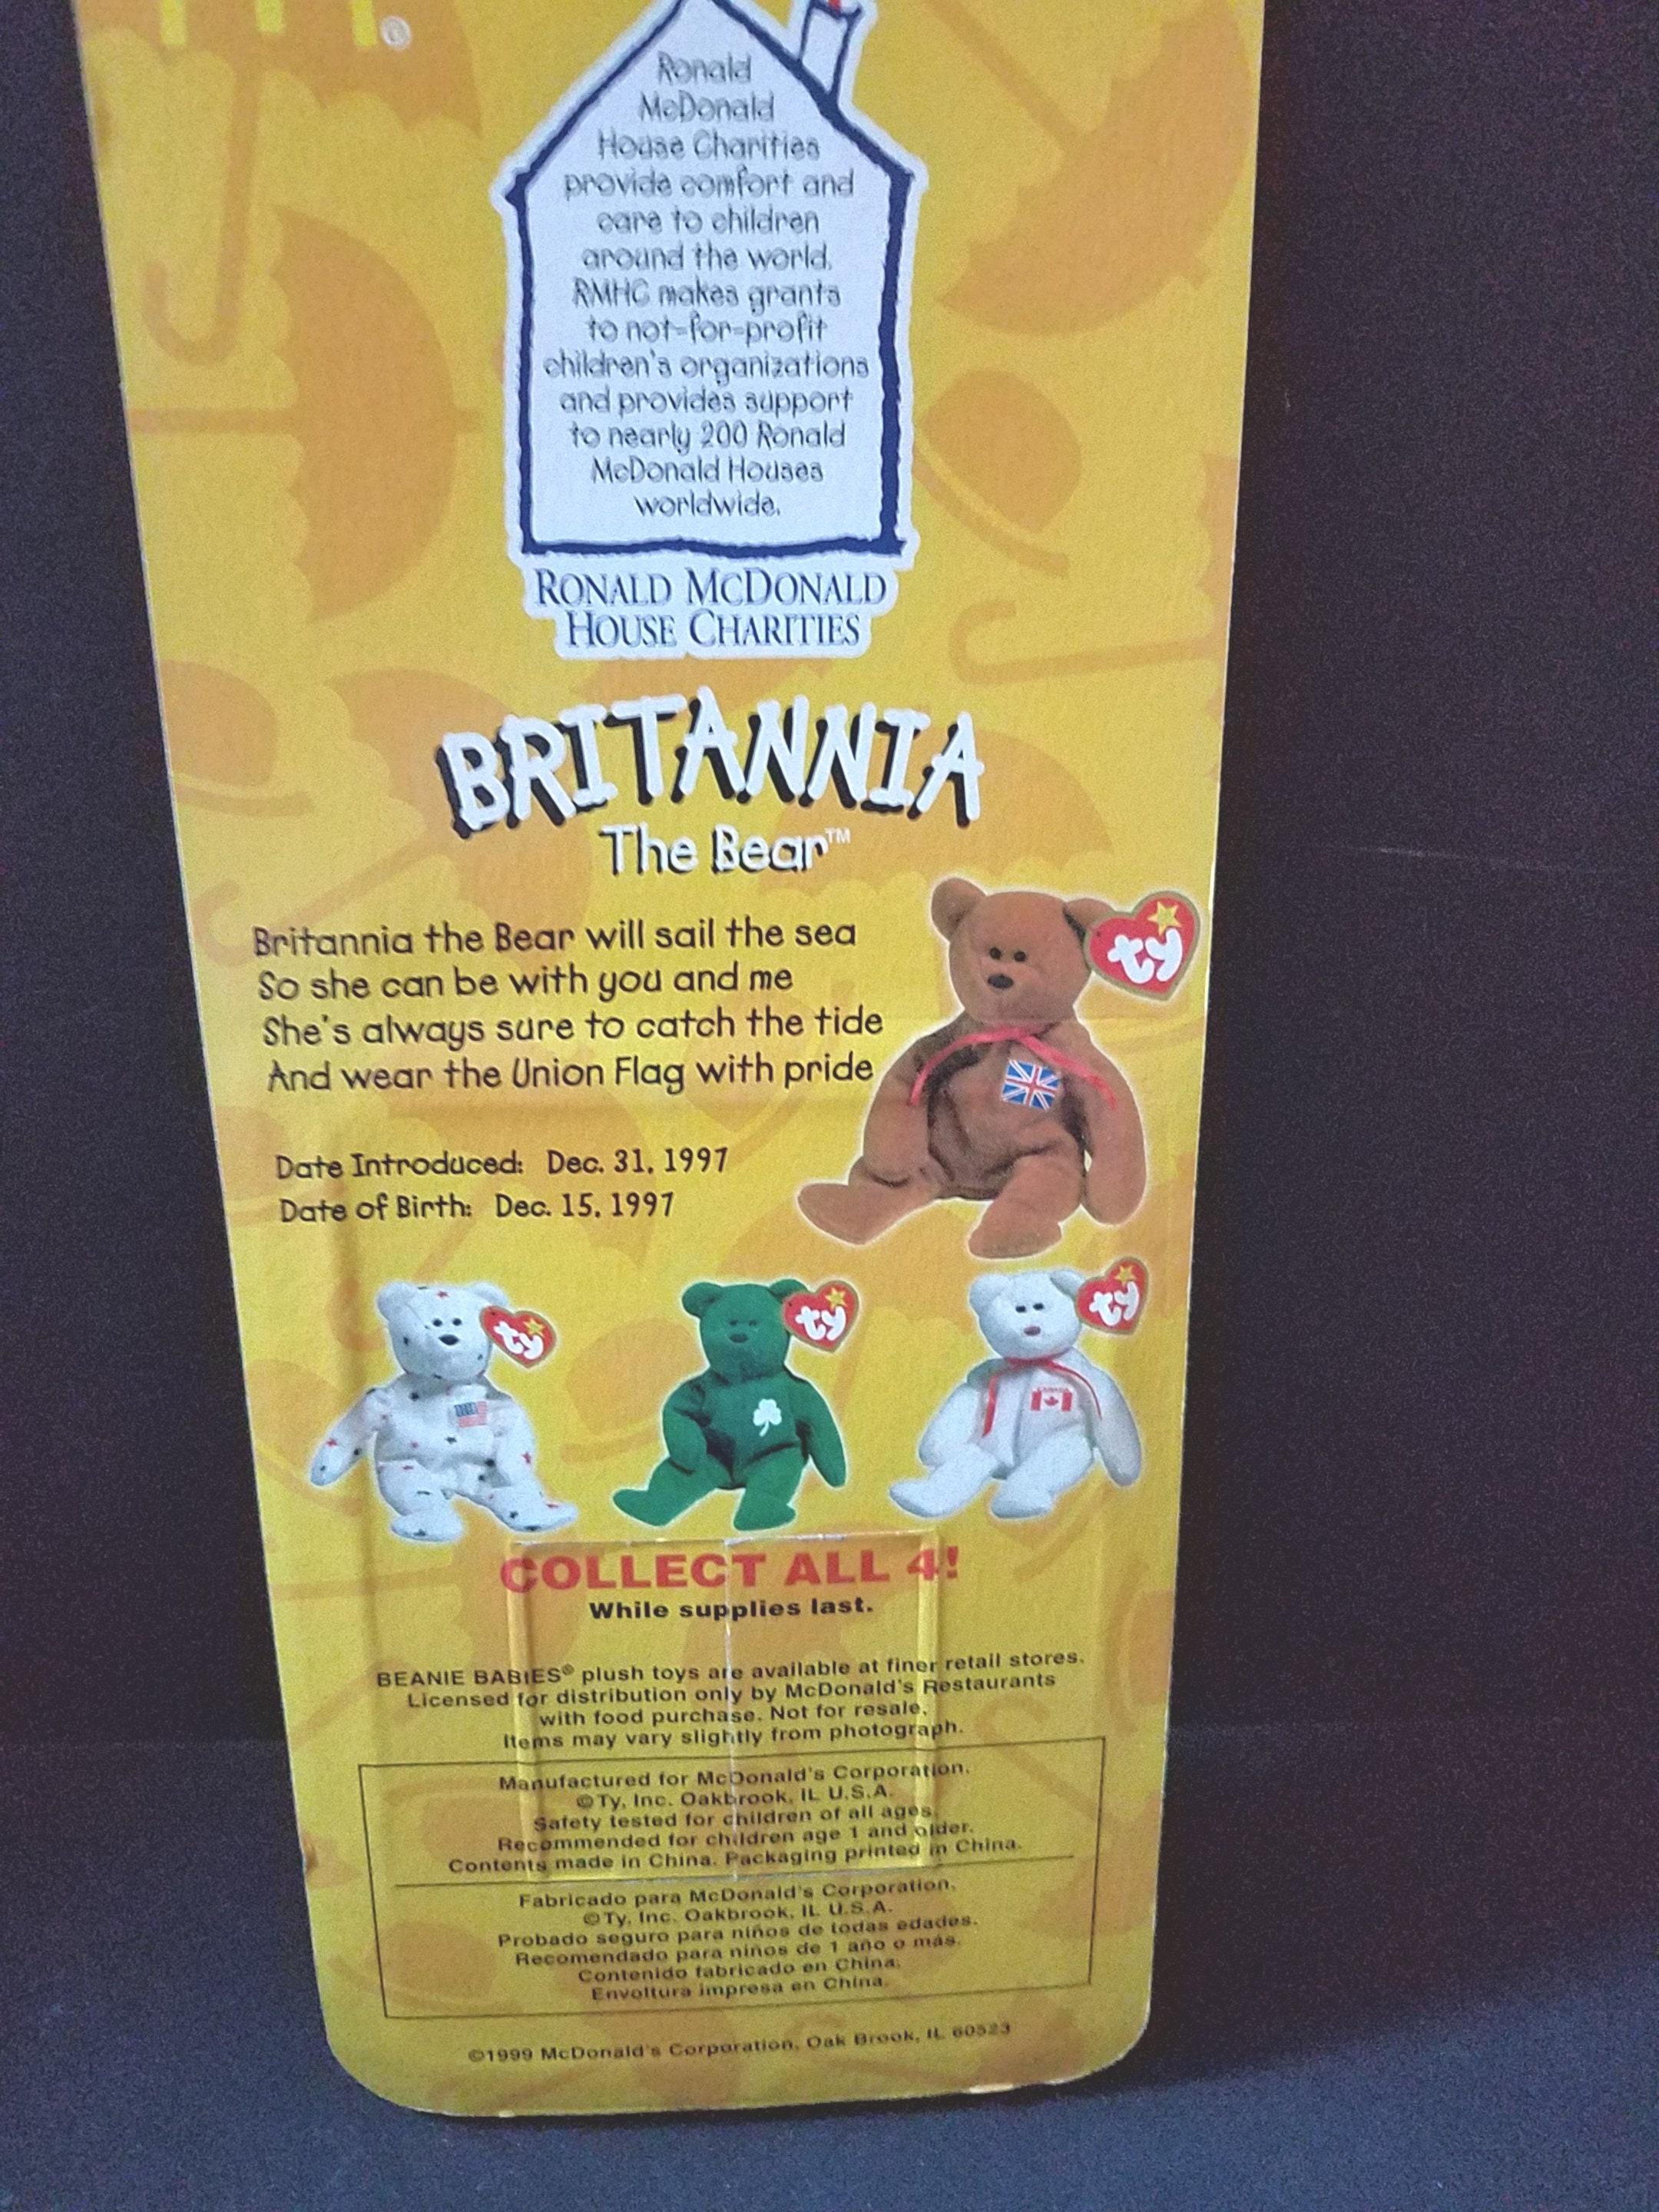 Ronald
McDonald
House Charities
provide comfort and
care to children
around the world.
RMHC makes grants
to not-for-profit
children's organizations
and provides support
to nearly 200 Ronald
McDonald Houses
worldwide.
RONALD MCDONALD
HOUSE CHARITIES
BRITANNIA
The Bear™
Britannia the Bear will sail the sea
So she can be with you and me
She's always sure to catch the tide
And wear the Union Flag with pride
ty
Date Introduced: Dec. 31, 1997
Date of Birth: Dec. 15, 1997
ty
ty
ty
CANADA
COLLECT ALL 4!
While supplies last.
BEANIE BABIES® plush toys are available at finer retail stores.
Licensed for distribution only by McDonald's Restaurants
with food purchase. Not for resale.
Items may vary slightly from photograph.
Manufactured for McDonald's Corporation.
©Ty, Inc. Oakbrook, IL U.S.A.
Safety tested for children of all ages.
Recommended for children age 1 and older.
Contents made in China. Packaging printed in China.
Fabricado para McDonald's Corporation.
©Ty, Inc. Oakbrook, IL U.S.A.
Probado seguro para niños de todas edades.
Recomendado para niños de 1 año o más.
Contenido fabricado en China.
Envoltura impresa en China.
©1999 McDonald's Corporation, Oak Brook, IL 60523